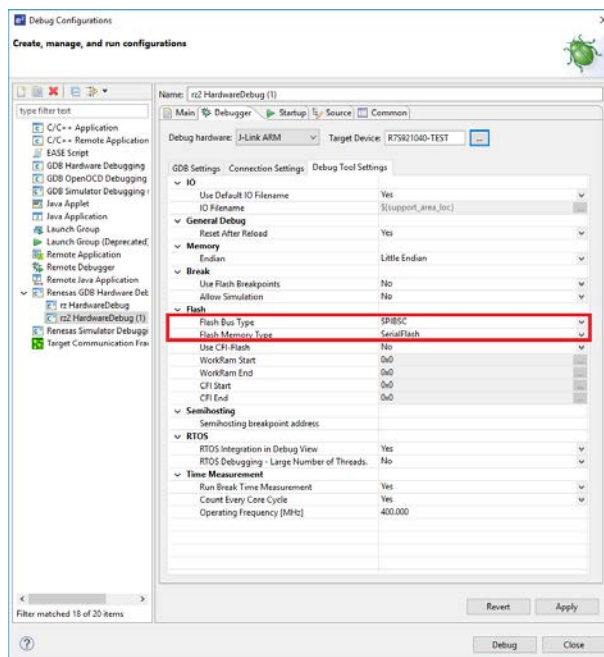 Debug Configurations
Create, manage, and run configurations
type filter text
C/C++ Application
C/C++ Remote Application
EASE Script
GDB Hardware Debugging
GDB OpenOCD Debugging
GDB Simulator Debugging
Java Applet
Java Application
Launch Group
Launch Group (Deprecated)
Remote Application
Remote Debugger
Remote Java Application
Renesas GDB Hardware Deb
rz HardwareDebug
rz2 HardwareDebug (1)
Renesas Simulator Debuggi
Target Communication Fra
Filter matched 18 of 20 items
Name: rz2 HardwareDebug (1)
Main Debugger Startup Source Common
Debug hardware: J-Link ARM Target Device: R7S921040-TEST ...
GDB Settings Connection Settings Debug Tool Settings
IO
Use Default IO Filename Yes
IO Filename ${support_area_loc}
General Debug
Reset After Reload Yes
Memory
Endian Little Endian
Break
Use Flash Breakpoints No
Allow Simulation No
Flash
Flash Bus Type SPIBSC
Flash Memory Type SerialFlash
Use CFI-Flash No
WorkRam Start 0x0
WorkRam End 0x0
CFI Start 0x0
CFI End 0x0
Semihosting
Semihosting breakpoint address
RTOS
RTOS Integration in Debug View Yes
RTOS Debugging - Large Number of Threads. No
Time Measurement
Run Break Time Measurement Yes
Count Every Core Cycle Yes
Operating Frequency [MHz] 400.000
Revert Apply
Debug Close